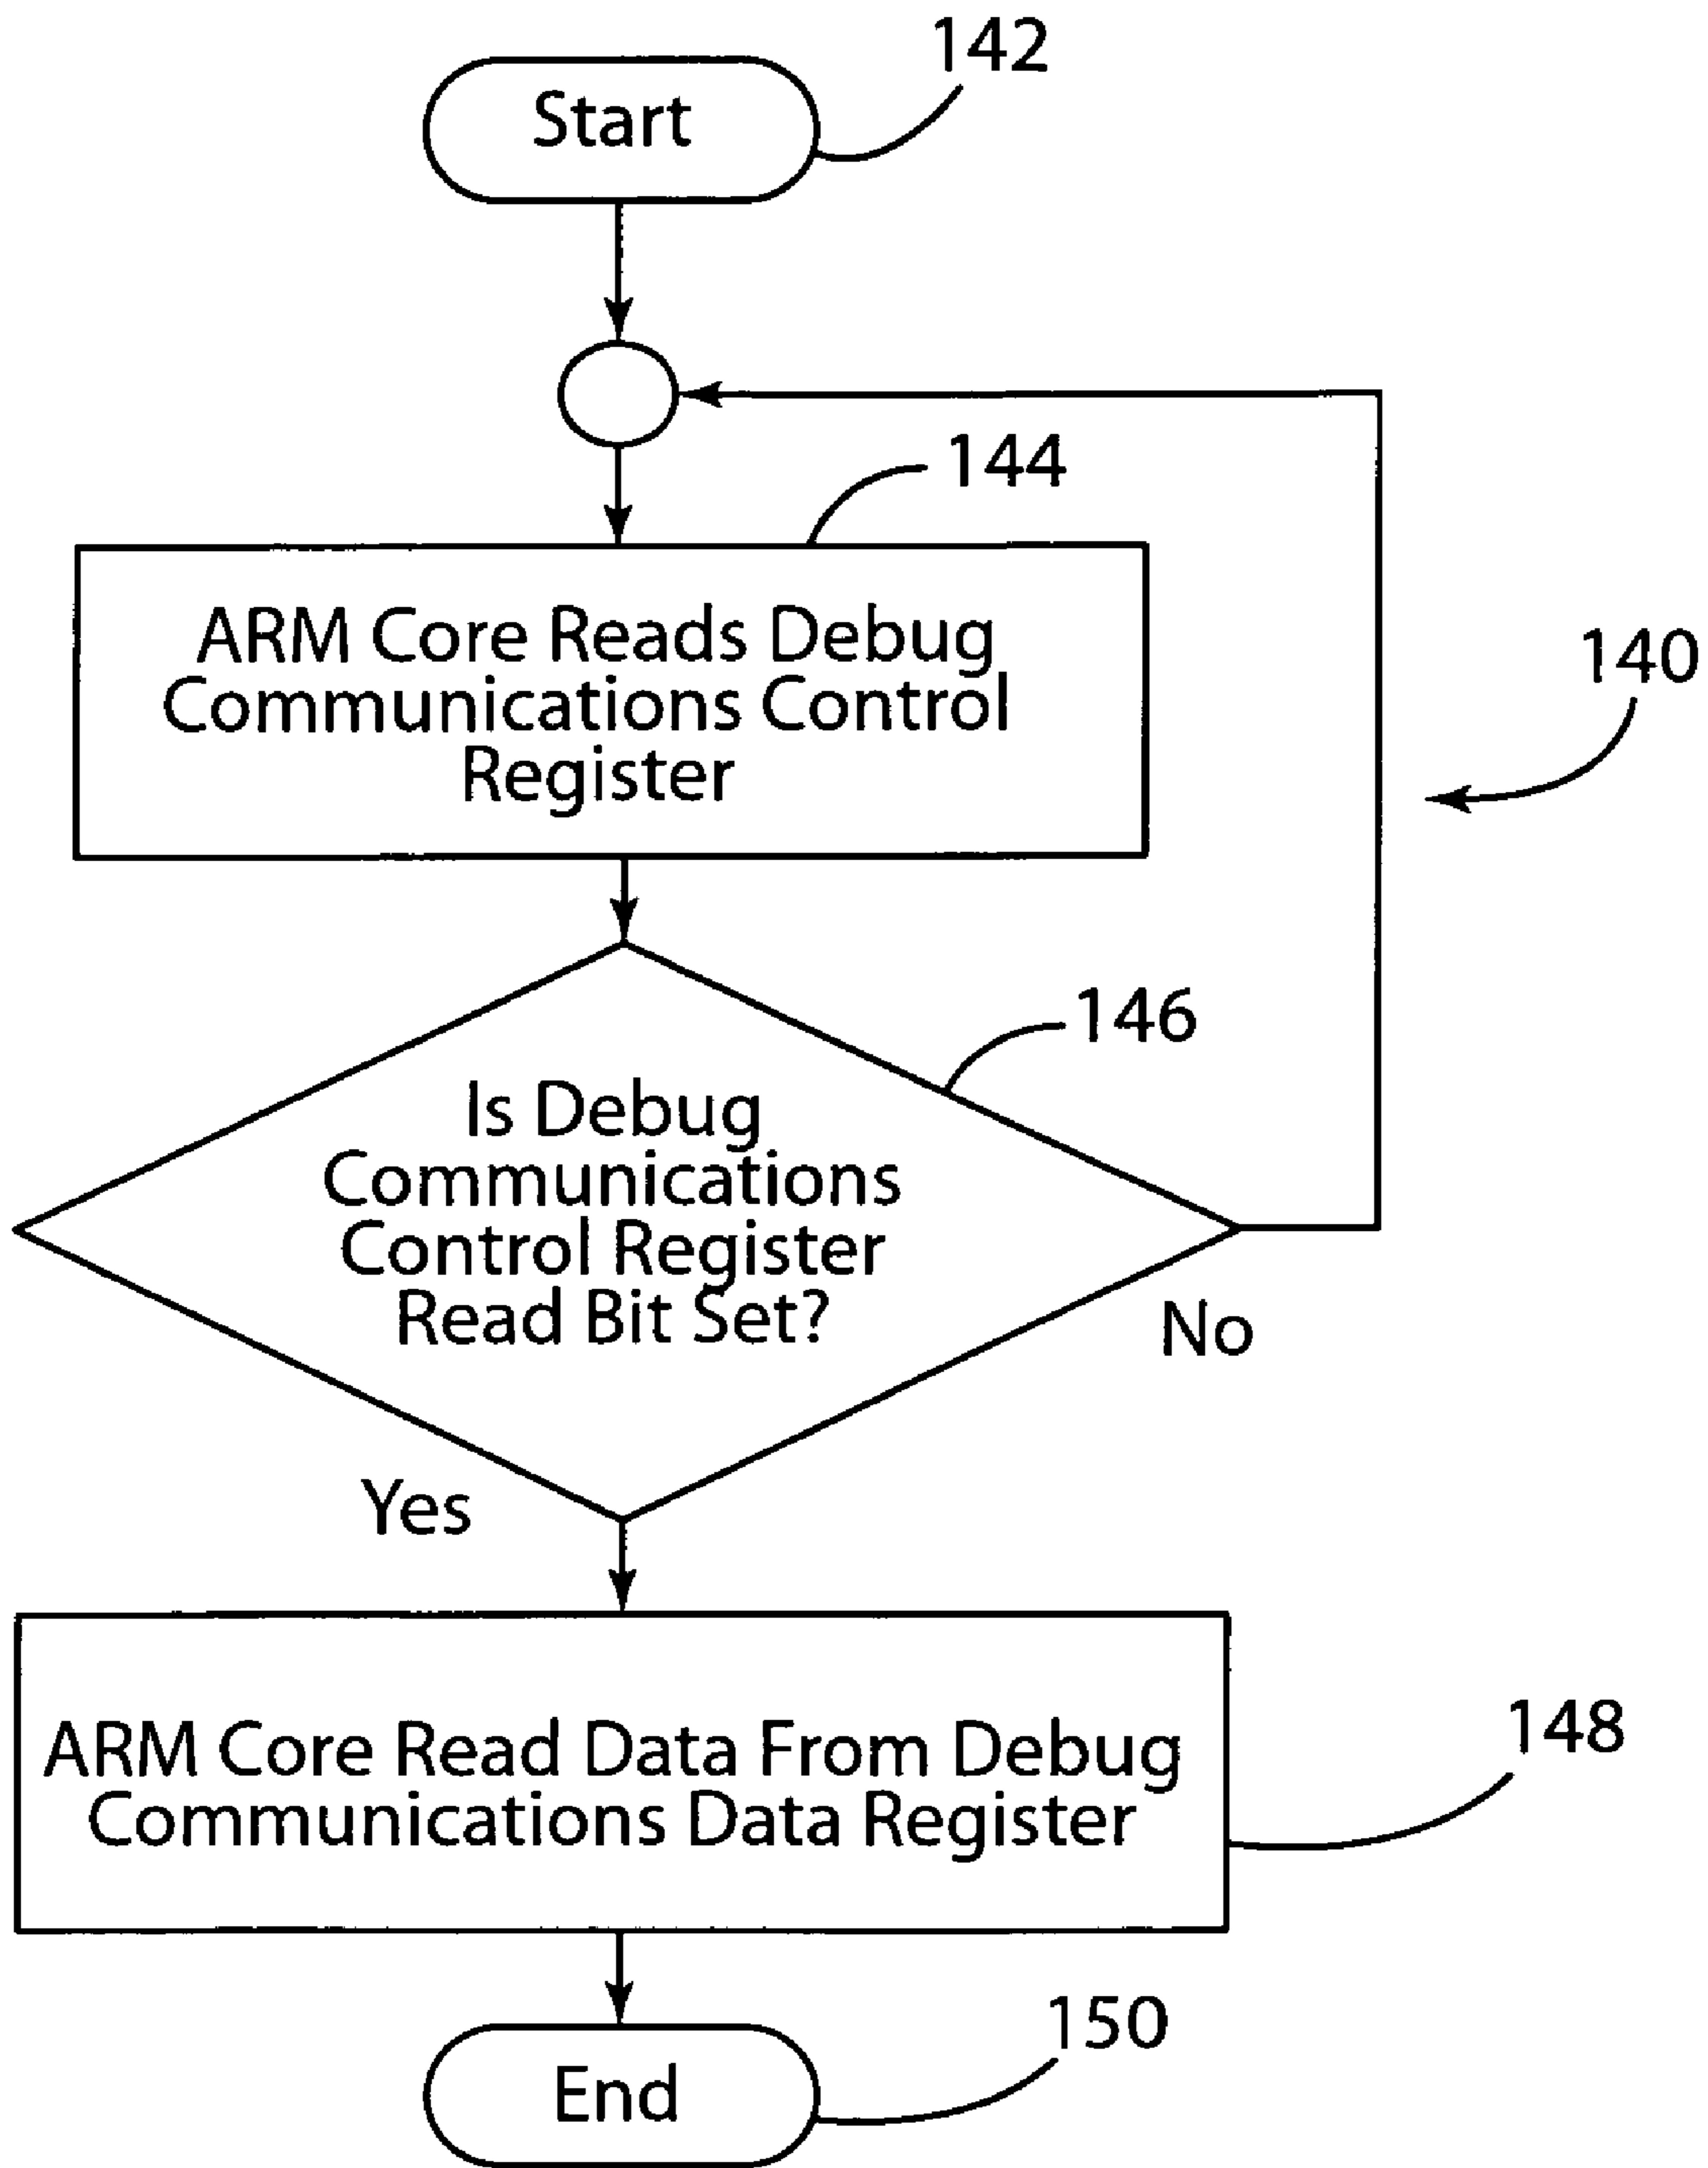 142
Start
144
ARM Core Reads Debug
Communications Control
Register
140
146
Is Debug
Communications
Control Register
Read Bit Set?
No
Yes
148
ARM Core Read Data From Debug
Communications Data Register
150
End